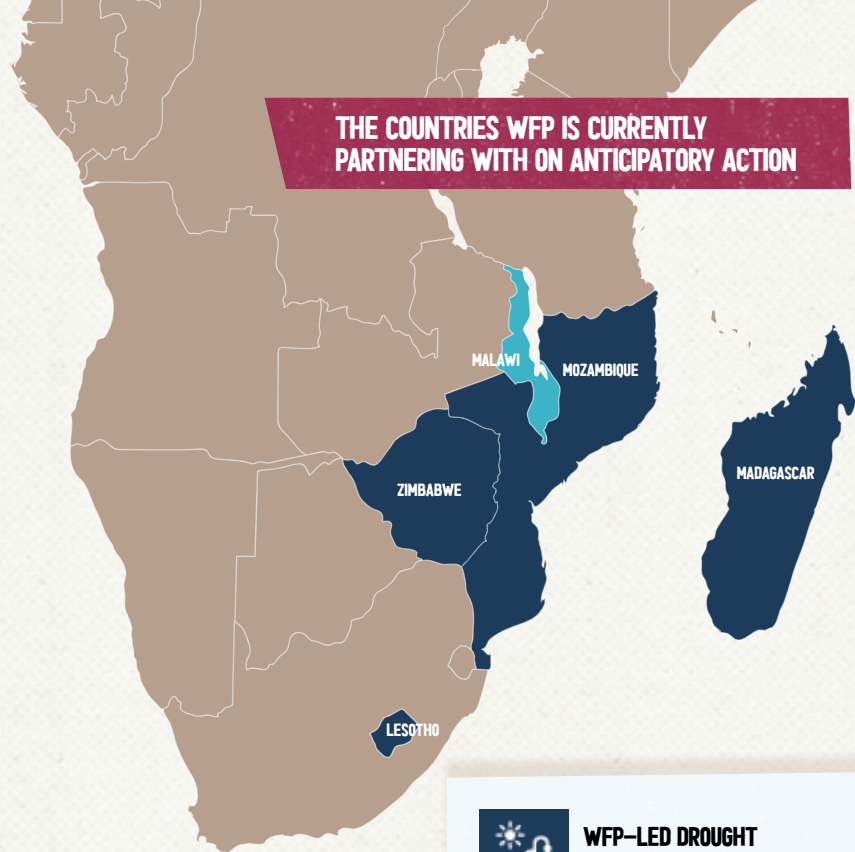 THE COUNTRIES WFP IS CURRENTLY
PARTNERING WITH ON ANTICIPATORY ACTION
MALAWI
MOZAMBIQUE
MADAGASCAR
ZIMBABWE
LESOTHO
WFP-LED DROUGHT